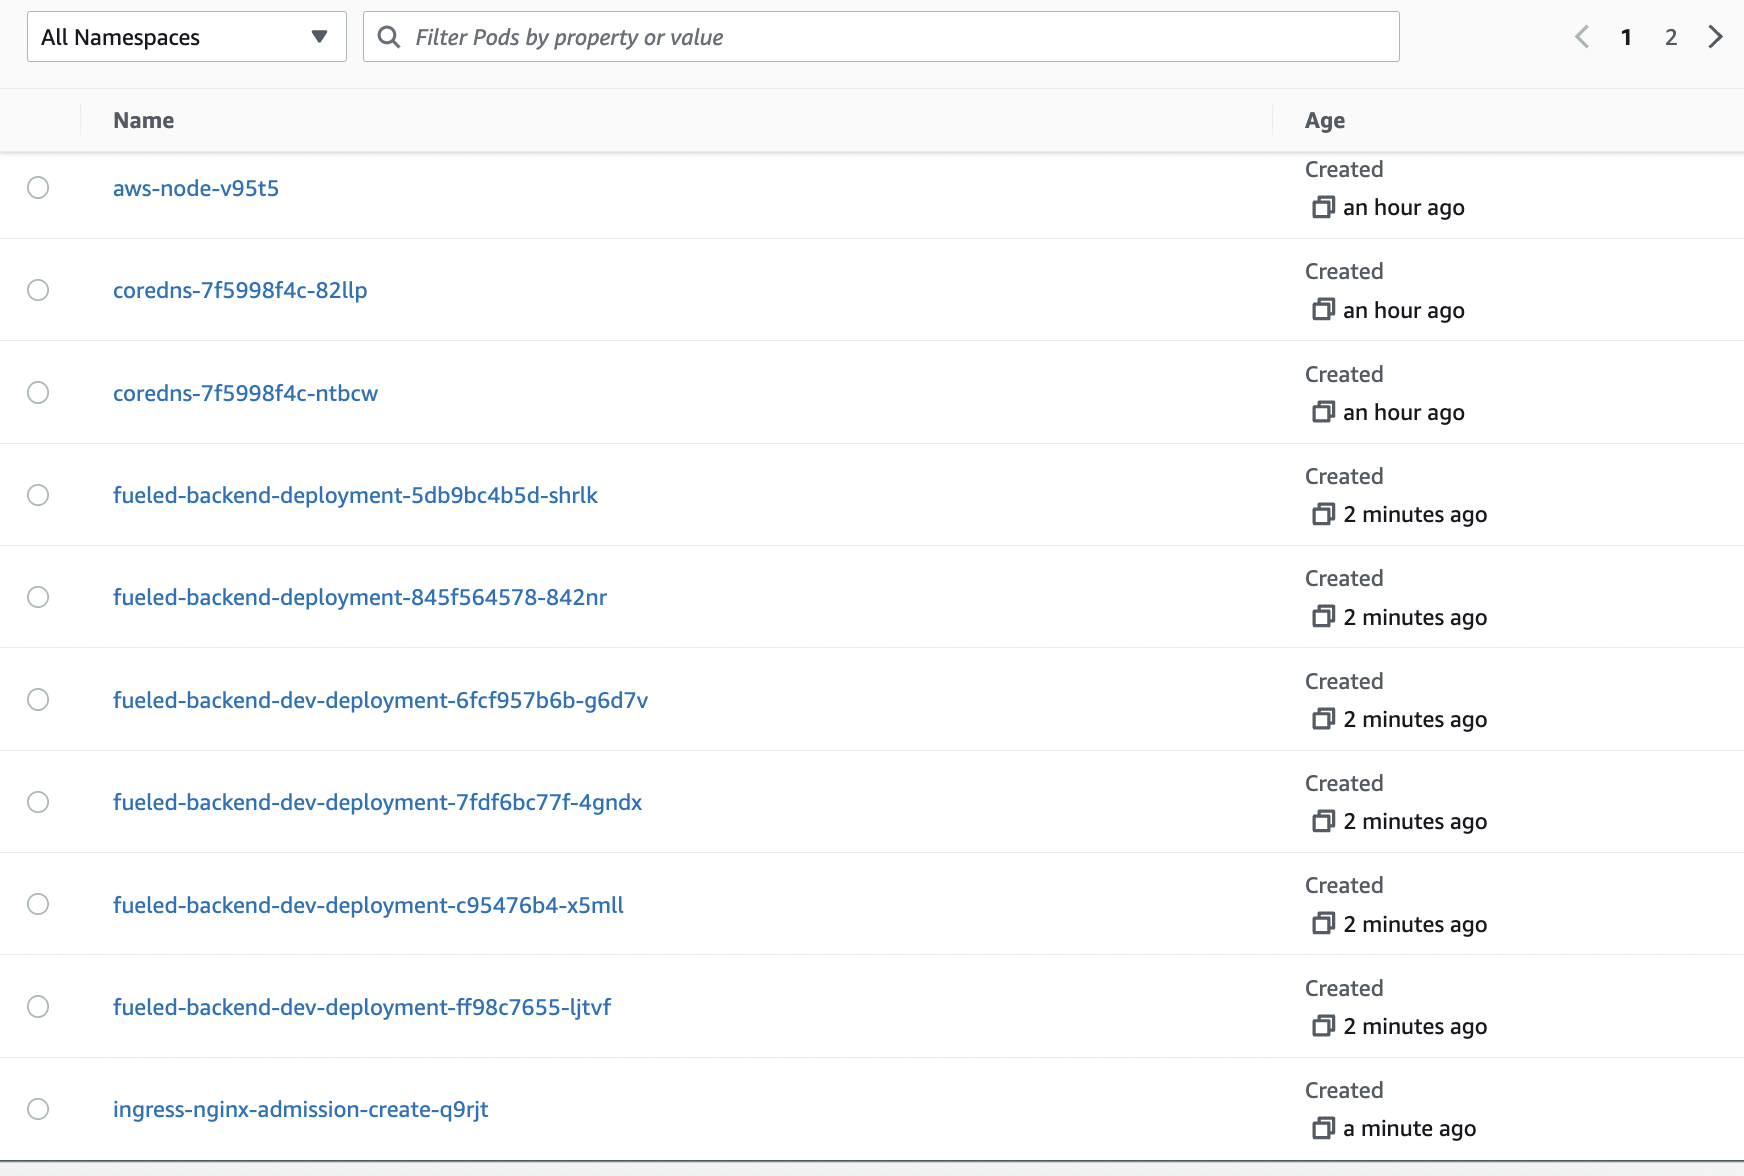 All Namespaces
Filter Pods by property or value
1 2
Name Age
aws-node-v95t5
Created
an hour ago
coredns-7f5998f4c-82llp
Created
an hour ago
coredns-7f5998f4c-ntbcw
Created
an hour ago
fueled-backend-deployment-5db9bc4b5d-shrlk
Created
2 minutes ago
fueled-backend-deployment-845f564578-842nr
Created
2 minutes ago
fueled-backend-dev-deployment-6fcf957b6b-g6d7v
Created
2 minutes ago
fueled-backend-dev-deployment-7fdf6bc77f-4gndx
Created
2 minutes ago
fueled-backend-dev-deployment-c95476b4-x5mll
Created
2 minutes ago
fueled-backend-dev-deployment-ff98c7655-ljtvf
Created
2 minutes ago
ingress-nginx-admission-create-q9rjt
Created
a minute ago